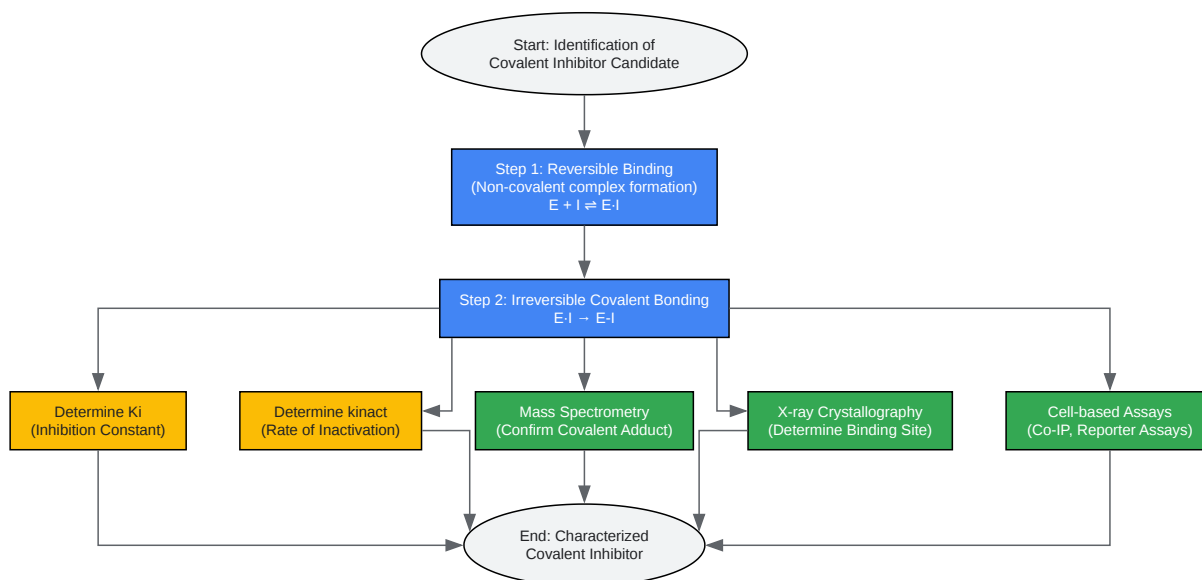 Start: Identification of
Covalent Inhibitor Candidate
Step 1: Reversible Binding
(Non-covalent complex formation)
E + I ⇌ E·I
Step 2: Irreversible Covalent Bonding
E·I → E-I
Determine Ki
(Inhibition Constant)
Determine kinact
(Rate of Inactivation)
Mass Spectrometry
(Confirm Covalent Adduct)
X-ray Crystallography
(Determine Binding Site)
Cell-based Assays
(Co-IP, Reporter Assays)
End: Characterized
Covalent Inhibitor